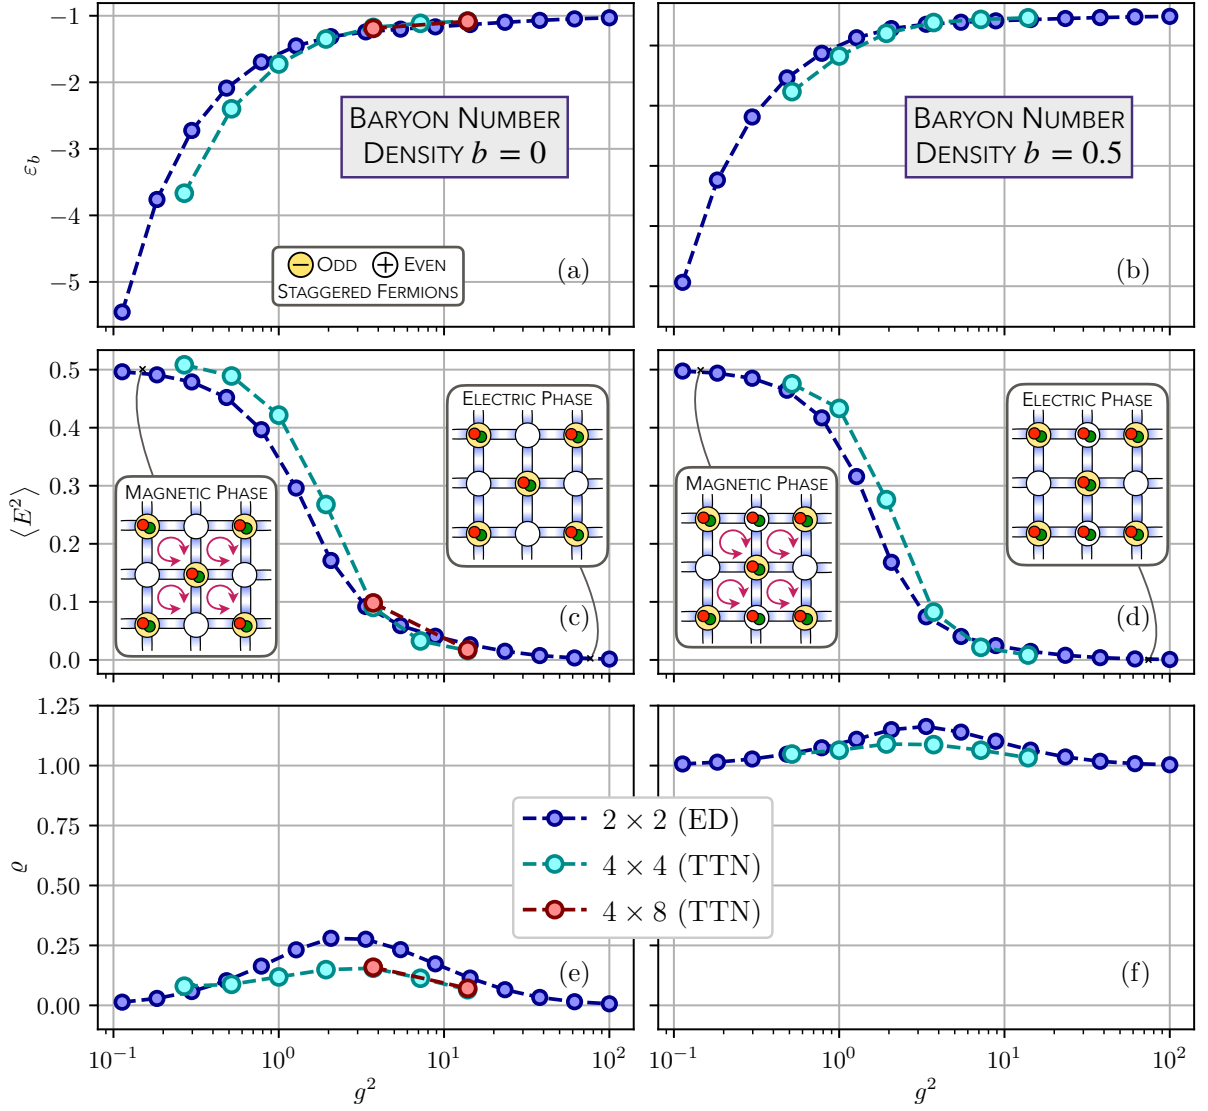 −1
−2
−3
−4
−5
ε_b
BARYON NUMBER
DENSITY b = 0
− ODD + EVEN
STAGGERED FERMIONS
(a)
BARYON NUMBER
DENSITY b = 0.5
(b)
0.5
0.4
0.3
0.2
0.1
0.0
⟨E²⟩
MAGNETIC PHASE
ELECTRIC PHASE
(c)
MAGNETIC PHASE
ELECTRIC PHASE
(d)
1.25
1.00
0.75
0.50
0.25
0.00
ϱ
2 × 2 (ED)
4 × 4 (TTN)
4 × 8 (TTN)
(e)
(f)
10⁻¹ 10⁰ 10¹ 10²
g²
10⁻¹ 10⁰ 10¹ 10²
g²